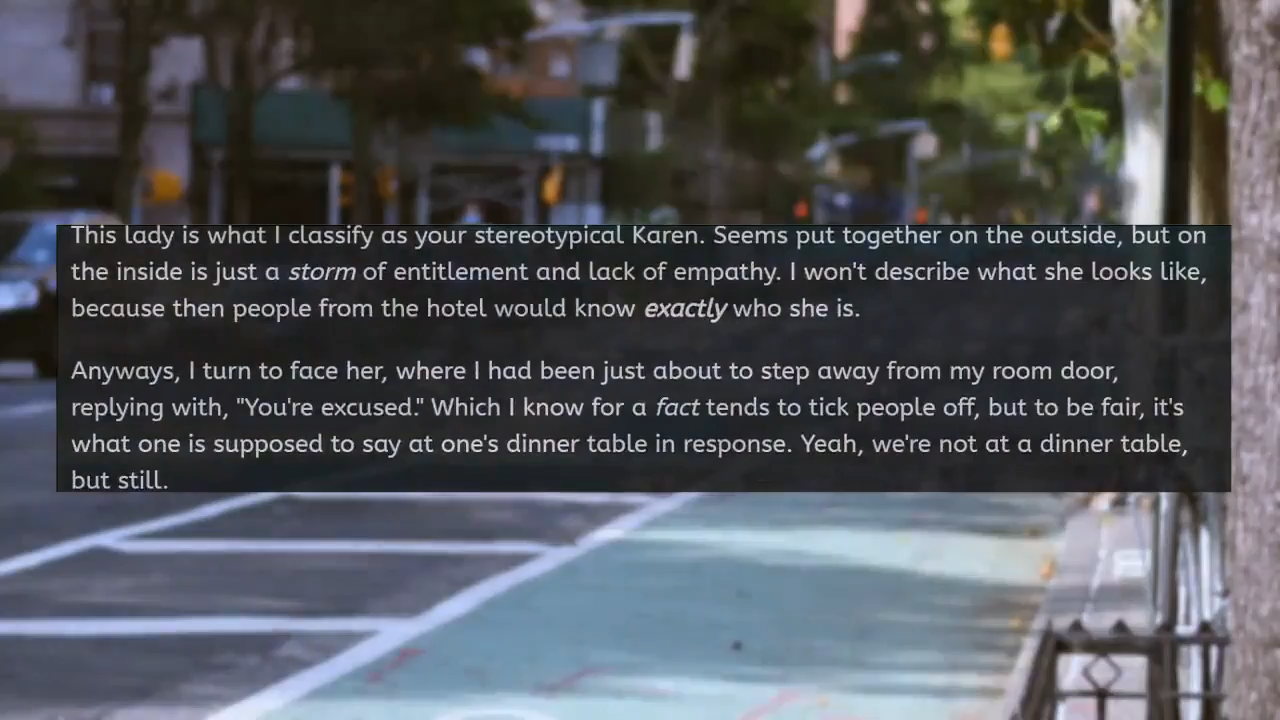 This lady is what I classify as your stereotypical Karen. Seems put together on the outside, but on
the inside is just a storm of entitlement and lack of empathy. I won't describe what she looks like,
because then people from the hotel would know exactly who she is.
Anyways, I turn to face her, where I had been just about to step away from my room door,
replying with, "You're excused." Which I know for a fact tends to tick people off, but to be fair, it's
what one is supposed to say at one's dinner table in response. Yeah, we're not at a dinner table,
but still.